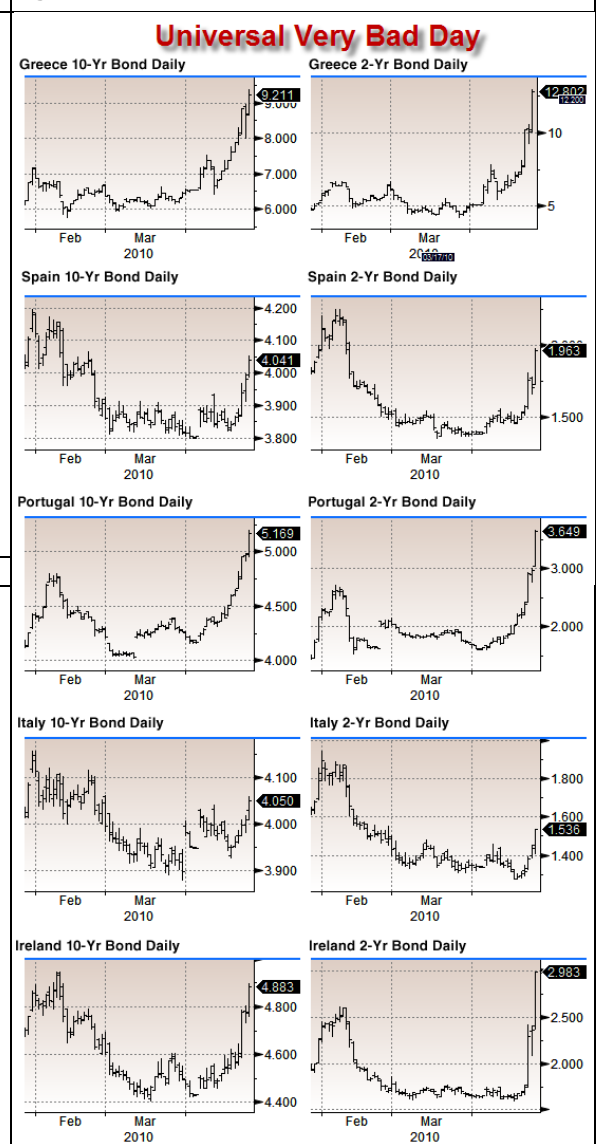 Universal Very Bad Day
Greece 10-Yr Bond Daily
9.211
9.000
8.000
7.000
6.000
Feb Mar
2010
Greece 2-Yr Bond Daily
12.802
12.200
10
5
Feb Mar
03/17/10
Spain 10-Yr Bond Daily
4.200
4.100
4.041
4.000
3.900
3.800
Feb Mar
2010
Spain 2-Yr Bond Daily
1.963
1.500
Feb Mar
2010
Portugal 10-Yr Bond Daily
5.169
5.000
4.500
4.000
Feb Mar
2010
Portugal 2-Yr Bond Daily
3.649
3.000
2.000
Feb Mar
2010
Italy 10-Yr Bond Daily
4.100
4.050
4.000
3.900
Feb Mar
2010
Italy 2-Yr Bond Daily
1.800
1.600
1.536
1.400
Feb Mar
2010
Ireland 10-Yr Bond Daily
4.883
4.800
4.600
4.400
Feb Mar
2010
Ireland 2-Yr Bond Daily
2.983
2.500
2.000
Feb Mar
2010